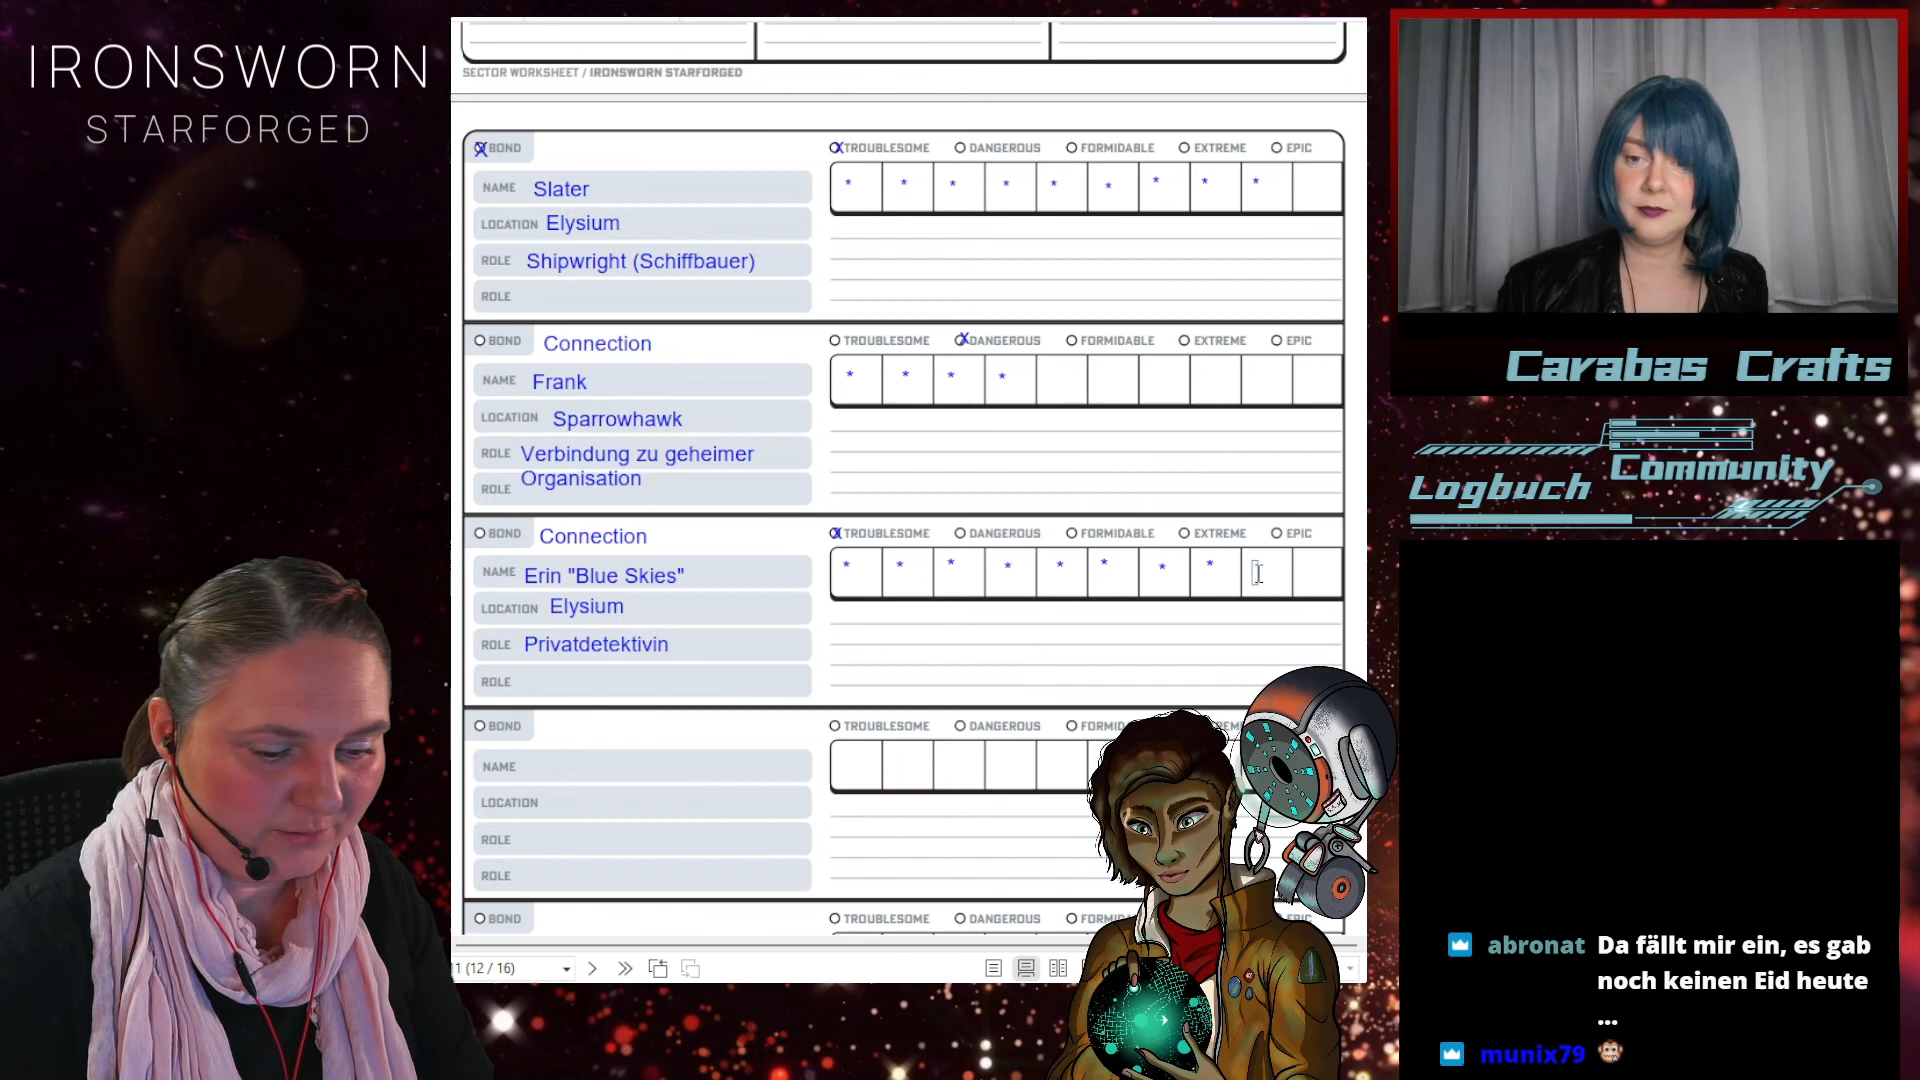 IRONSWORN
STARFORGED
SECTOR WORKSHEET / IRONSWORN STARFORGED
X BOND
X TROUBLESOME DANGEROUS FORMIDABLE EXTREME EPIC
NAME Slater
* * * * * * * * *
LOCATION Elysium
ROLE Shipwright (Schiffbauer)
ROLE
BOND Connection
TROUBLESOME X DANGEROUS FORMIDABLE EXTREME EPIC
NAME Frank
* * * *
LOCATION Sparrowhawk
ROLE Verbindung zu geheimer
ROLE Organisation
BOND Connection
X TROUBLESOME DANGEROUS FORMIDABLE EXTREME EPIC
NAME Erin "Blue Skies"
* * * * * * * *
LOCATION Elysium
ROLE Privatdetektivin
ROLE
BOND
TROUBLESOME DANGEROUS
NAME
LOCATION
ROLE
ROLE
BOND
TROUBLESOME DANGEROUS EPIC
11 (12 / 16)
Carabas Crafts
Community
Logbuch
abronat Da fällt mir ein, es gab
noch keinen Eid heute
...
munix79